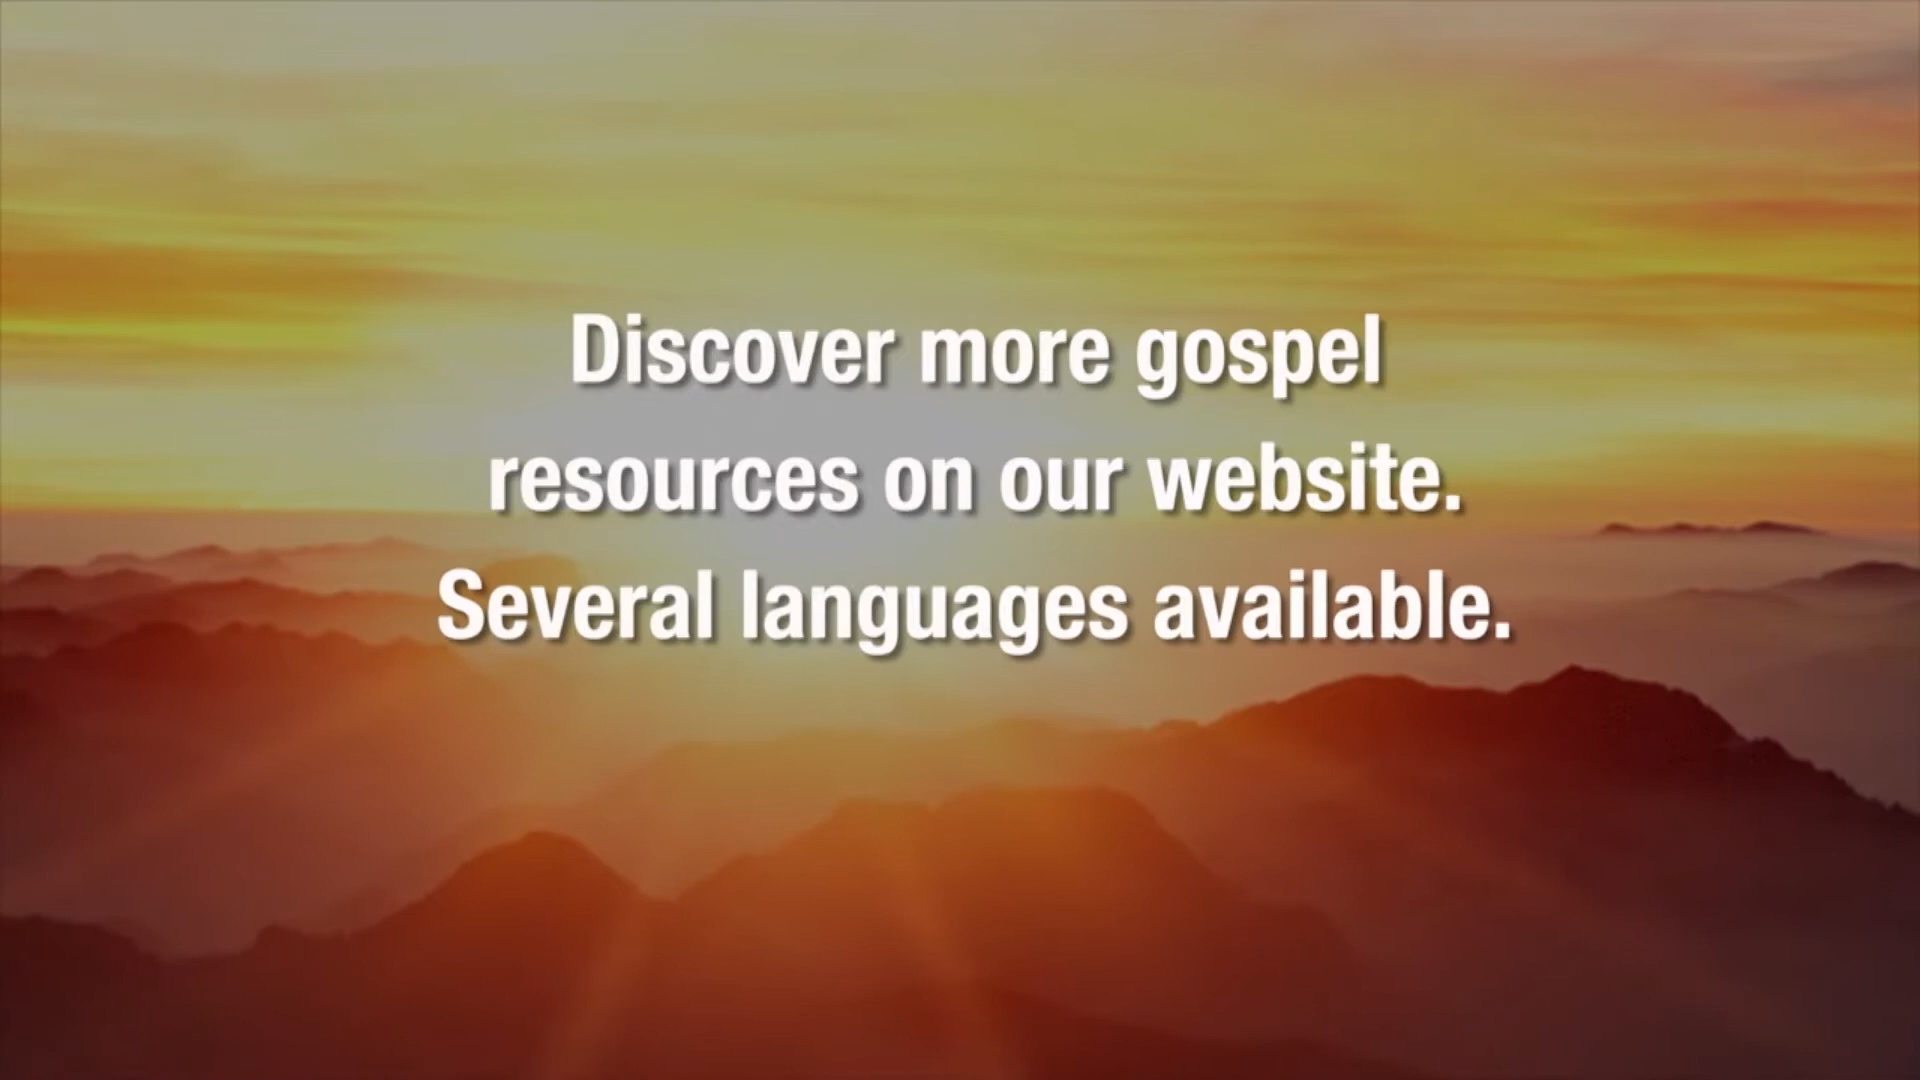 Discover more gospel
resources on our website.
Several languages available.